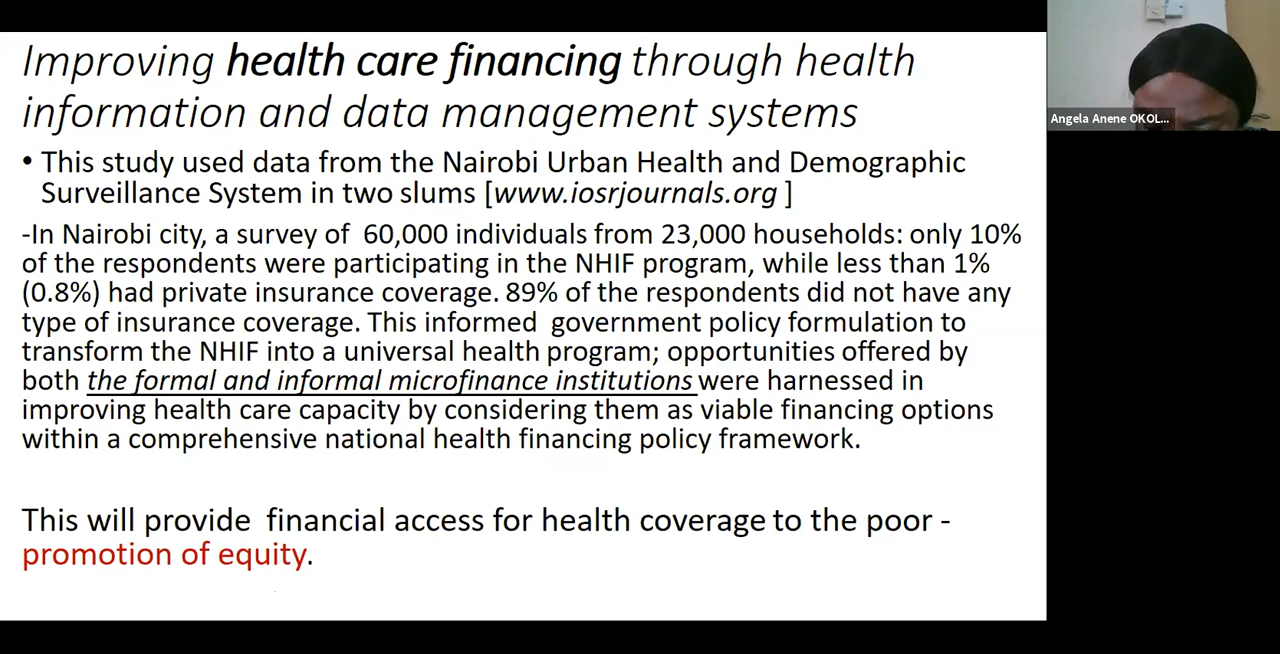 Improving health care financing through health
information and data management systems
• This study used data from the Nairobi Urban Health and Demographic
Surveillance System in two slums [www.iosrjournals.org ]
-In Nairobi city, a survey of 60,000 individuals from 23,000 households: only 10%
of the respondents were participating in the NHIF program, while less than 1%
(0.8%) had private insurance coverage. 89% of the respondents did not have any
type of insurance coverage. This informed government policy formulation to
transform the NHIF into a universal health program; opportunities offered by
both the formal and informal microfinance institutions were harnessed in
improving health care capacity by considering them as viable financing options
within a comprehensive national health financing policy framework.
This will provide financial access for health coverage to the poor -
promotion of equity.
Angela Anene OKOL...